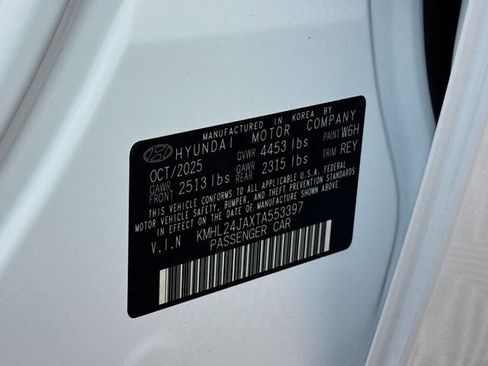 MANUFACTURED IN KOREA BY
HYUNDAI MOTOR COMPANY
OCT/2025 GVWR 4453 lbs PAINT W6H
GAWR FRONT 2513 lbs GAWR REAR 2315 lbs TRIM REY
THIS VEHICLE CONFORMS TO ALL APPLICABLE U.S.A. FEDERAL
MOTOR VEHICLE SAFETY, BUMPER, AND THEFT PREVENTION
STANDARDS IN EFFECT ON THE DATE OF MANUFACTURE SHOWN ABOVE.
V.I.N KMHL24JAXTA553397
PASSENGER CAR